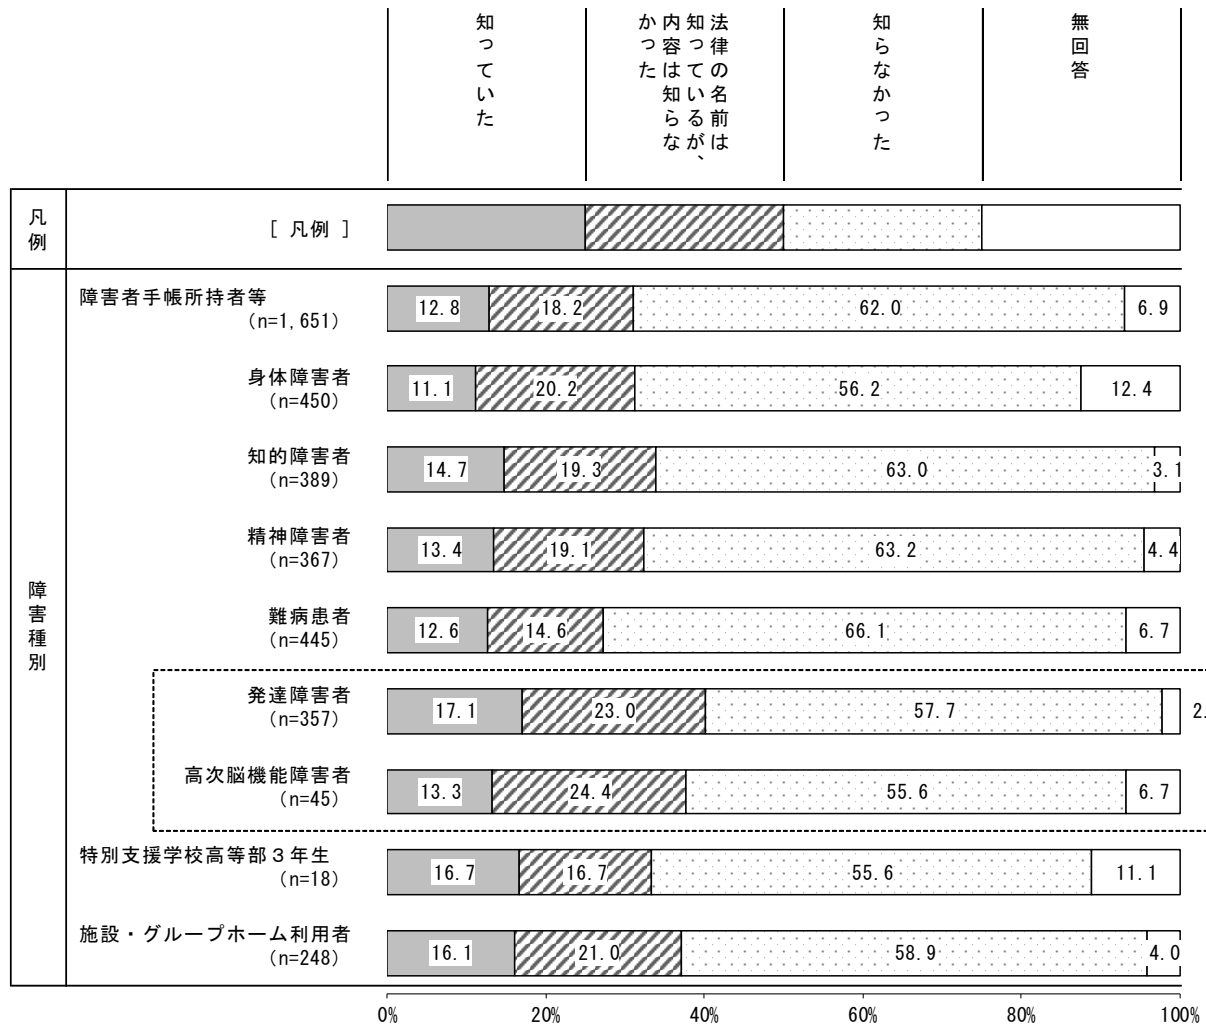 知っていた
法律の名前は
知っているが、
内容は知らな
かった
知らなかった
無回答
凡例
[ 凡例 ]
障害種別
障害者手帳所持者等
(n=1,651)
12.8 18.2 62.0 6.9
身体障害者
(n=450)
11.1 20.2 56.2 12.4
知的障害者
(n=389)
14.7 19.3 63.0 3.1
精神障害者
(n=367)
13.4 19.1 63.2 4.4
難病患者
(n=445)
12.6 14.6 66.1 6.7
発達障害者
(n=357)
17.1 23.0 57.7 2.
高次脳機能障害者
(n=45)
13.3 24.4 55.6 6.7
特別支援学校高等部3年生
(n=18)
16.7 16.7 55.6 11.1
施設・グループホーム利用者
(n=248)
16.1 21.0 58.9 4.0
0% 20% 40% 60% 80% 100%